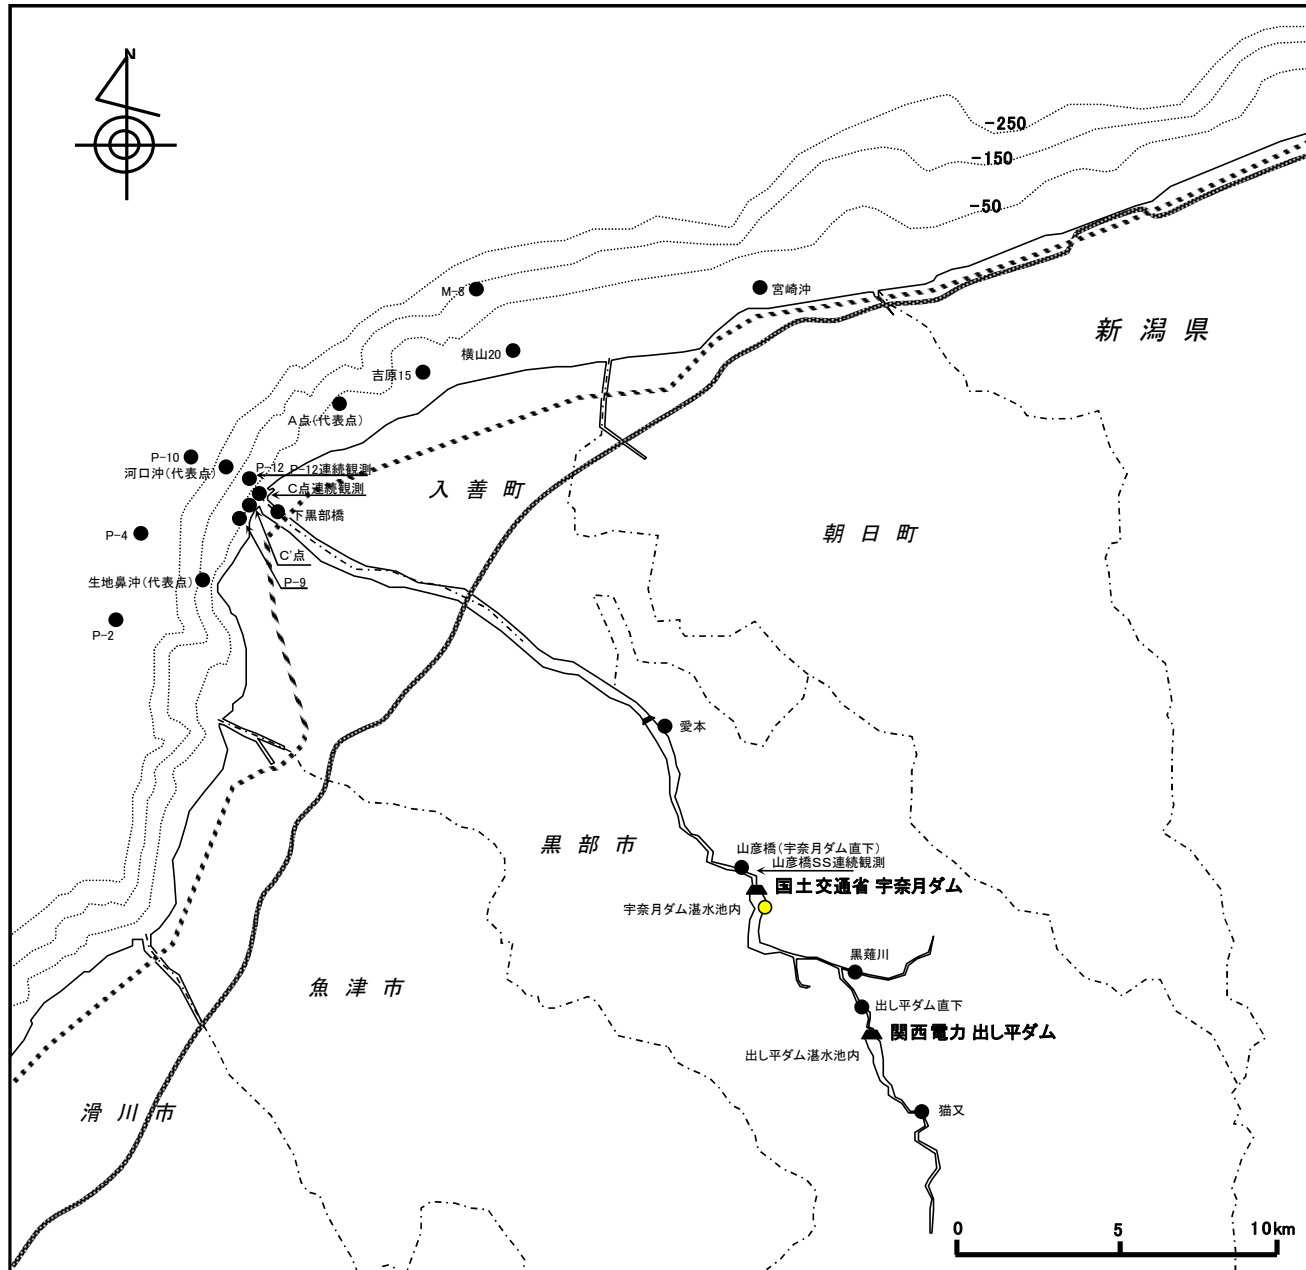 N
-250
-150
-50
新潟県
宮崎沖
M-8
横山20
吉原15
A点(代表点)
P-10
河口沖(代表点)
P-12
P-12連続観測
C点連続観測
入善町
下黒部橋
朝日町
P-4
C'点
P-9
生地鼻沖(代表点)
P-2
愛本
黒部市
山彦橋(宇奈月ダム直下)
山彦橋SS連続観測
国土交通省 宇奈月ダム
宇奈月ダム湛水池内
黒薙川
魚津市
出し平ダム直下
関西電力 出し平ダム
出し平ダム湛水池内
滑川市
猫又
0 5 10km